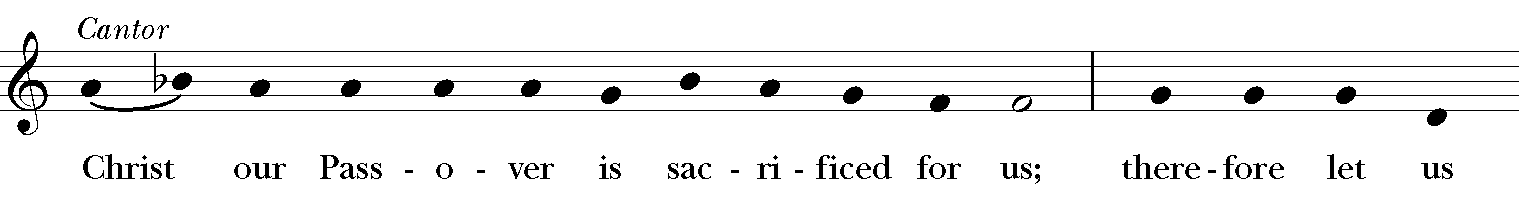 Cantor
Christ our Pass - o - ver is sac - ri - ficed for us; there - fore let us